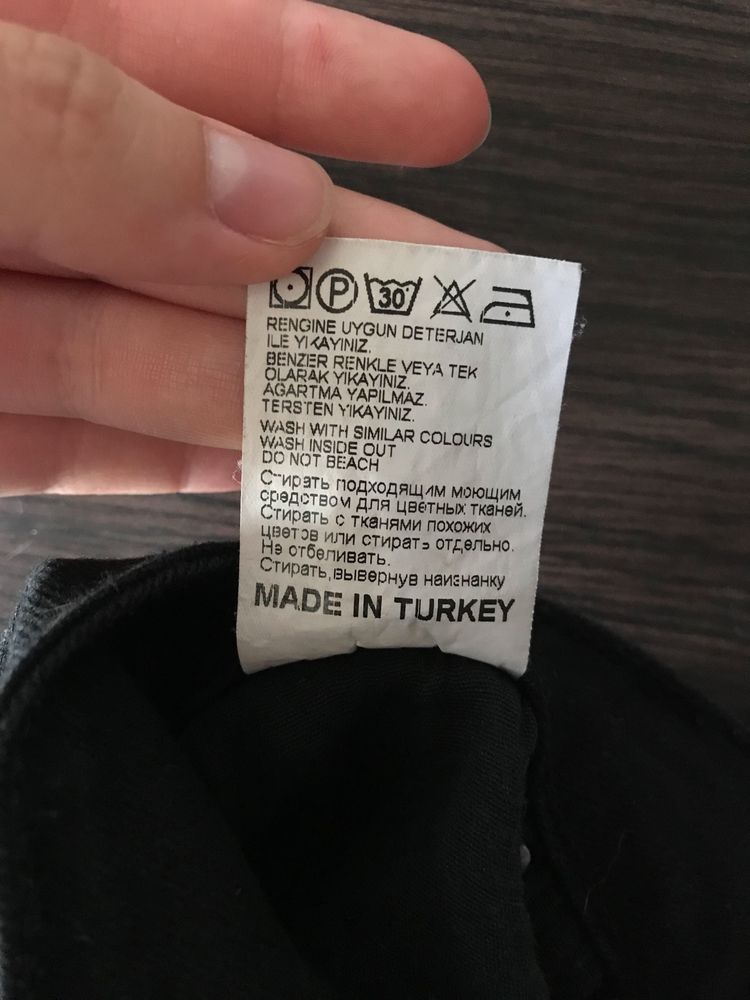 P 30
RENGINE UYGUN DETERJAN
ILE YIKAYINIZ.
BENZER RENKLE VEYA TEK
OLARAK YIKAYINIZ.
AGARTMA YAPILMAZ.
TERSTEN YIKAYINIZ.
WASH WITH SIMILAR COLOURS
WASH INSIDE OUT
DO NOT BEACH
Стирать подходящим моющим
средством для цветных тканей.
Стирать с тканями похожих
цветов или стирать отдельно.
Не отбеливать.
Стирать,вывернув наизнанку
MADE IN TURKEY